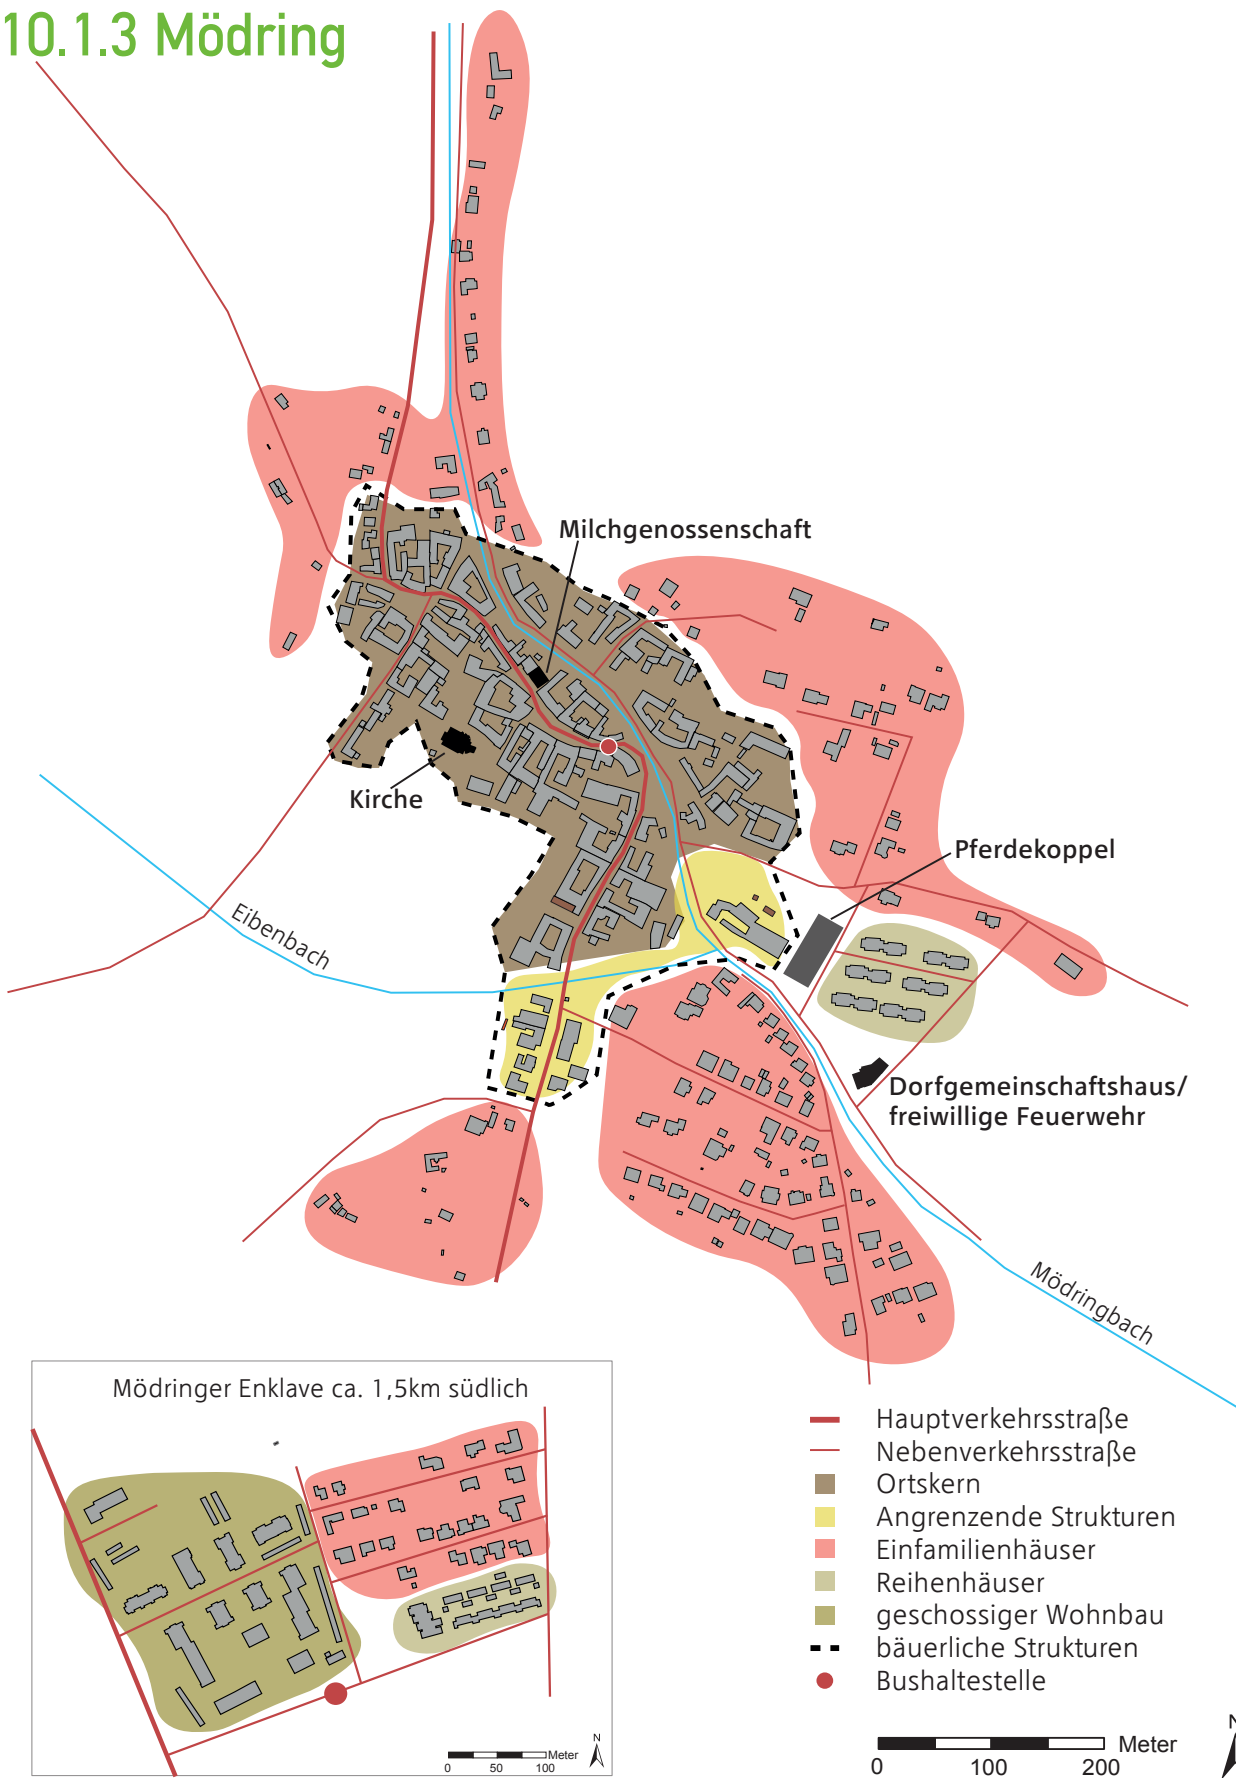 10.1.3 Mödring
Milchgenossenschaft
Kirche
Pferdekoppel
Eibenbach
Dorfgemeinschaftshaus/
freiwillige Feuerwehr
Mödringbach
Mödringer Enklave ca. 1,5km südlich
N
Meter
0 50 100
Hauptverkehrsstraße
Nebenverkehrsstraße
Ortskern
Angrenzende Strukturen
Einfamilienhäuser
Reihenhäuser
geschossiger Wohnbau
bäuerliche Strukturen
Bushaltestelle
N
Meter
0 100 200